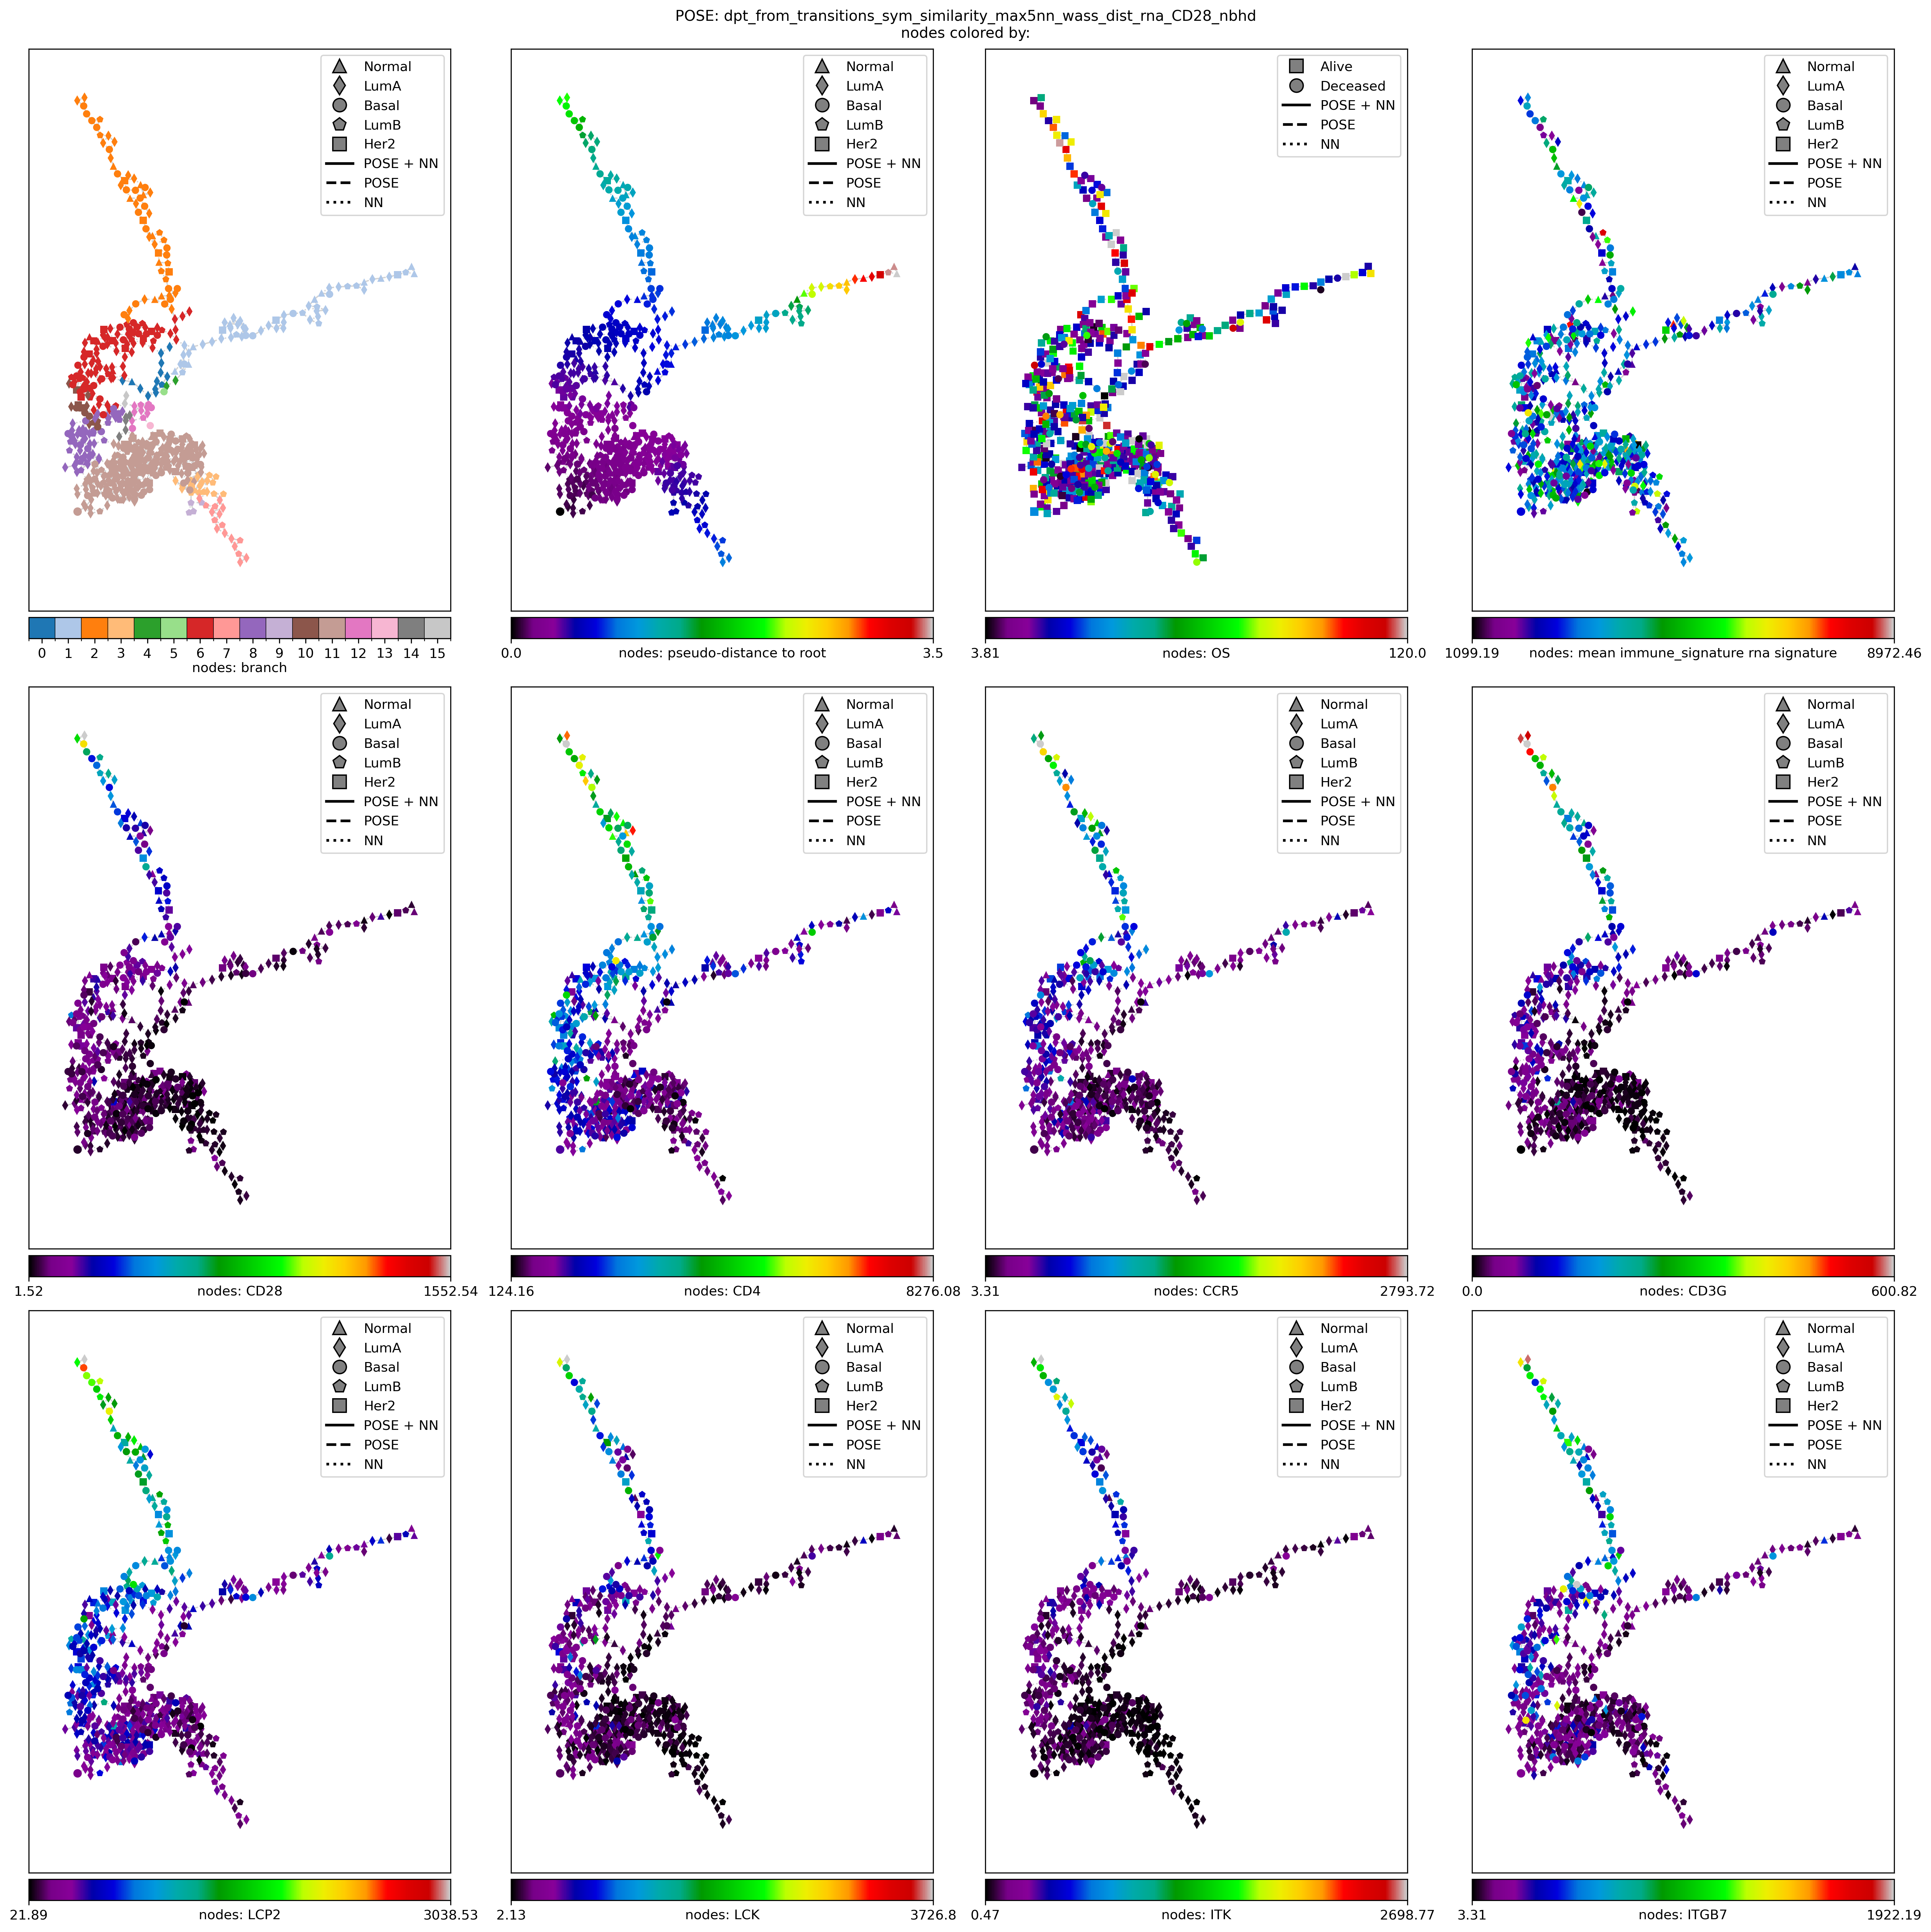 POSE: dpt_from_transitions_sym_similarity_max5nn_wass_dist_rna_CD28_nbhd
nodes colored by:
Normal
LumA
Basal
LumB
Her2
POSE + NN
POSE
NN
0 1 2 3 4 5 6 7 8 9 10 11 12 13 14 15
nodes: branch
Normal
LumA
Basal
LumB
Her2
POSE + NN
POSE
NN
0.0 nodes: pseudo-distance to root 3.5
Alive
Deceased
POSE + NN
POSE
NN
3.81 nodes: OS 120.0
Normal
LumA
Basal
LumB
Her2
POSE + NN
POSE
NN
1099.19 nodes: mean immune_signature rna signature 8972.46
Normal
LumA
Basal
LumB
Her2
POSE + NN
POSE
NN
1.52 nodes: CD28 1552.54
Normal
LumA
Basal
LumB
Her2
POSE + NN
POSE
NN
124.16 nodes: CD4 8276.08
Normal
LumA
Basal
LumB
Her2
POSE + NN
POSE
NN
3.31 nodes: CCR5 2793.72
Normal
LumA
Basal
LumB
Her2
POSE + NN
POSE
NN
0.0 nodes: CD3G 600.82
Normal
LumA
Basal
LumB
Her2
POSE + NN
POSE
NN
21.89 nodes: LCP2 3038.53
Normal
LumA
Basal
LumB
Her2
POSE + NN
POSE
NN
2.13 nodes: LCK 3726.8
Normal
LumA
Basal
LumB
Her2
POSE + NN
POSE
NN
0.47 nodes: ITK 2698.77
Normal
LumA
Basal
LumB
Her2
POSE + NN
POSE
NN
3.31 nodes: ITGB7 1922.19